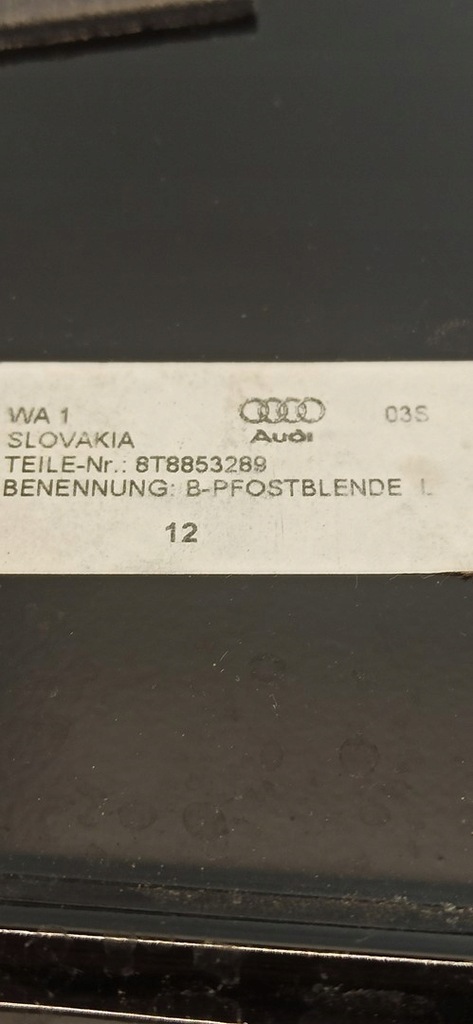 WA 1
Audi
03S
SLOVAKIA
TEILE-Nr.: 8T8853289
BENENNUNG: B-PFOSTBLENDE L
12